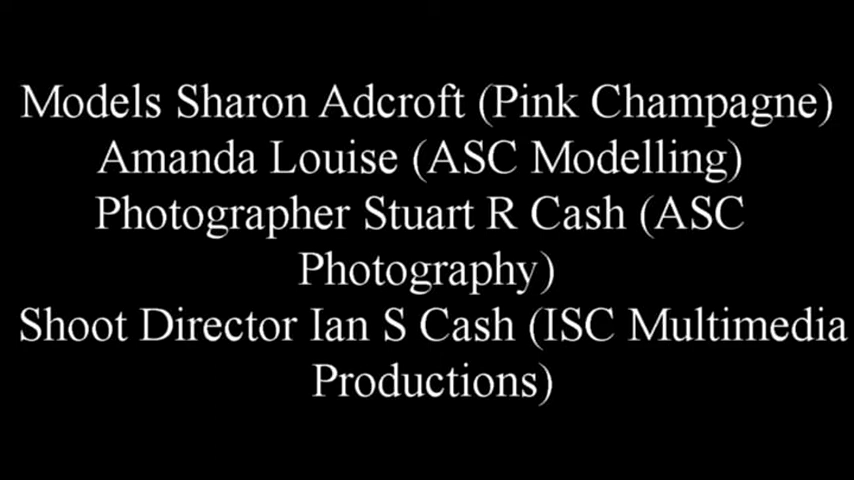 Models Sharon Adcroft (Pink Champagne)
Amanda Louise (ASC Modelling)
Photographer Stuart R Cash (ASC
Photography)
Shoot Director Ian S Cash (ISC Multimedia
Productions)